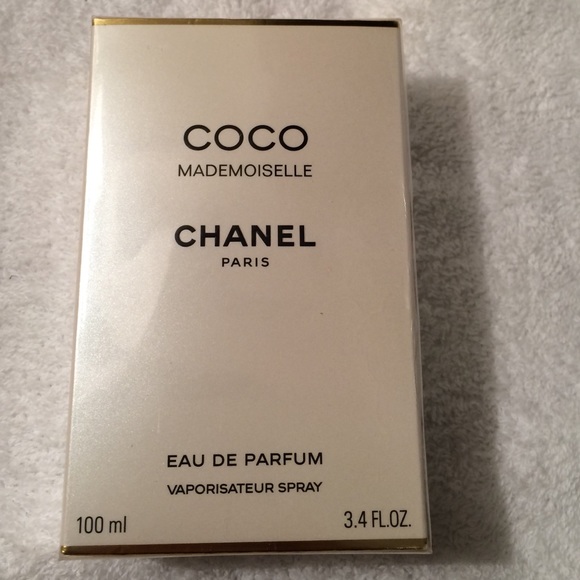 COCO
MADEMOISELLE
CHANEL
PARIS
EAU DE PARFUM
VAPORISATEUR SPRAY
100 ml 3.4 FL.OZ.